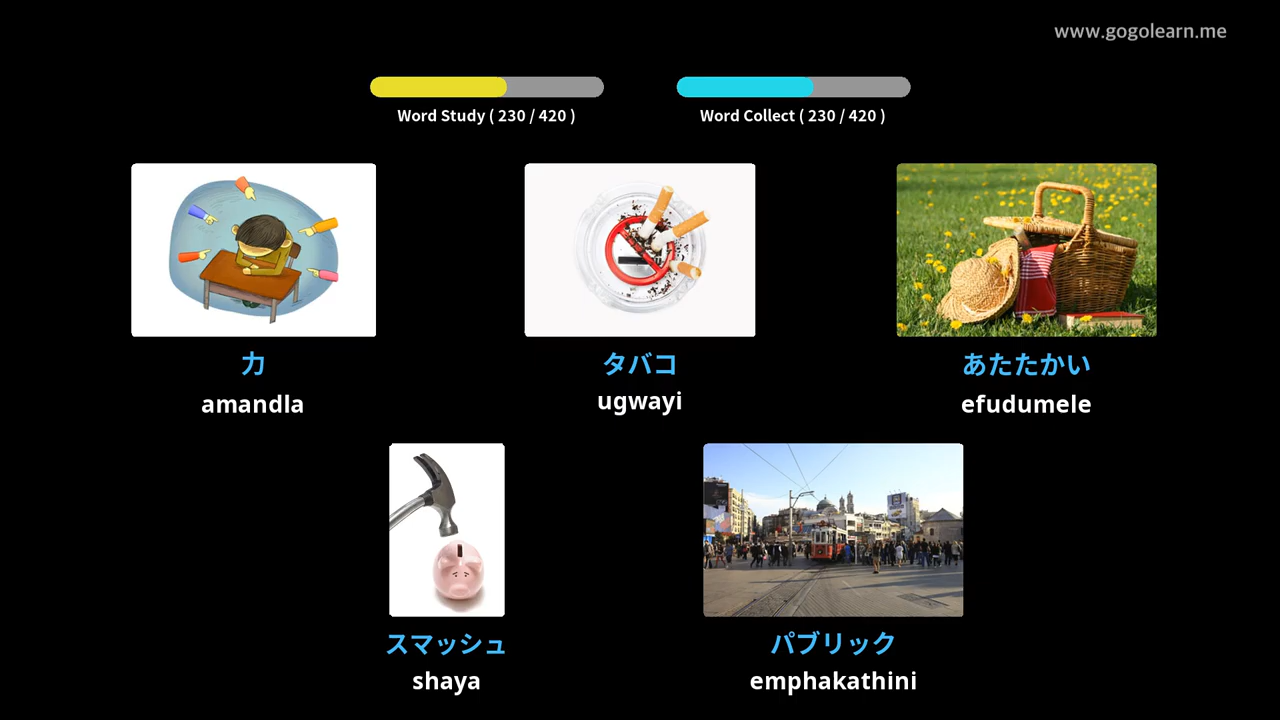 www.gogolearn.me
Word Study ( 230 / 420 )
Word Collect ( 230 / 420 )
力
amandla
タバコ
ugwayi
あたたかい
efudumele
スマッシュ
shaya
パブリック
emphakathini